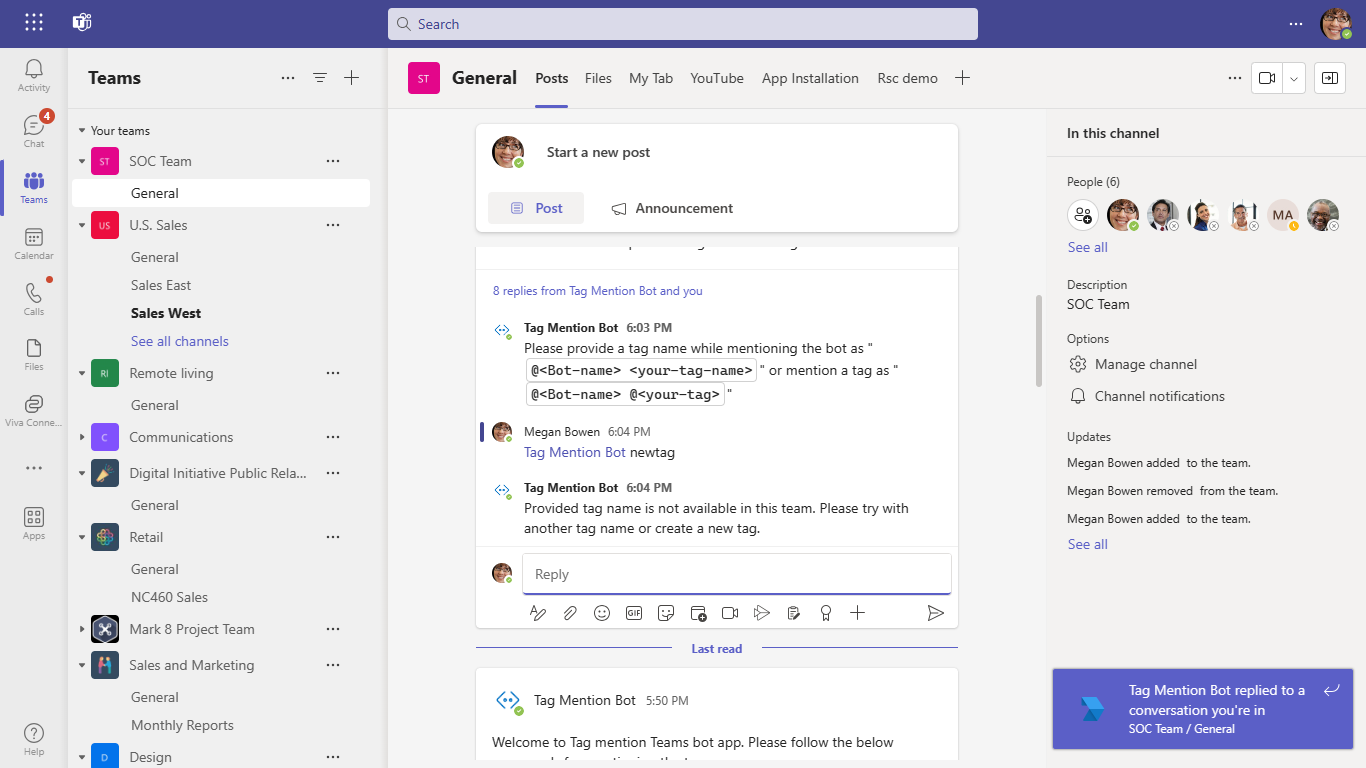 Search
Activity
Chat
4
Teams
Calendar
Calls
Files
Viva Conne...
Apps
Help
Teams
Your teams
ST SOC Team
General
US U.S. Sales
General
Sales East
Sales West
See all channels
RI Remote living
General
C Communications
Digital Initiative Public Rela...
General
Retail
General
NC460 Sales
Mark 8 Project Team
Sales and Marketing
General
Monthly Reports
D Design
ST General Posts Files My Tab YouTube App Installation Rsc demo
Start a new post
Post Announcement
8 replies from Tag Mention Bot and you
Tag Mention Bot 6:03 PM
Please provide a tag name while mentioning the bot as "
@<Bot-name> <your-tag-name> " or mention a tag as "
@<Bot-name> @<your-tag> "
Megan Bowen 6:04 PM
Tag Mention Bot newtag
Tag Mention Bot 6:04 PM
Provided tag name is not available in this team. Please try with
another tag name or create a new tag.
Reply
GIF
Last read
Tag Mention Bot 5:50 PM
Welcome to Tag mention Teams bot app. Please follow the below
In this channel
People (6)
MA
See all
Description
SOC Team
Options
Manage channel
Channel notifications
Updates
Megan Bowen added to the team.
Megan Bowen removed from the team.
Megan Bowen added to the team.
See all
Tag Mention Bot replied to a
conversation you're in
SOC Team / General